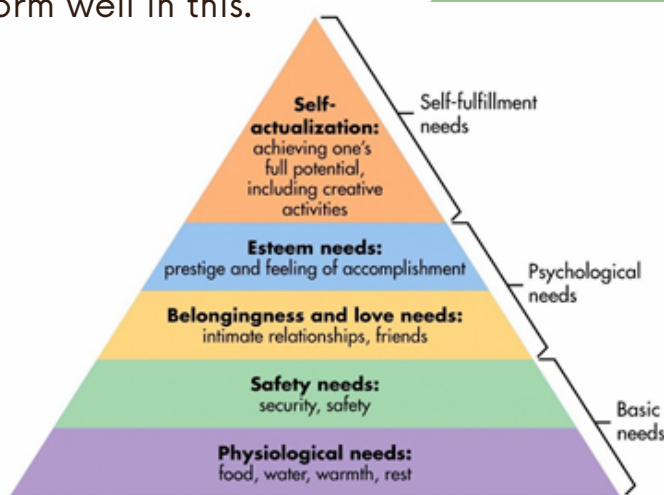 orm well in this.
Self-
actualization:
achieving one's
full potential,
including creative
activities
Self-fulfillment
needs
Esteem needs:
prestige and feeling of accomplishment
Psychological
needs
Belongingness and love needs:
intimate relationships, friends
Safety needs:
security, safety
Basic
needs
Physiological needs:
food, water, warmth, rest